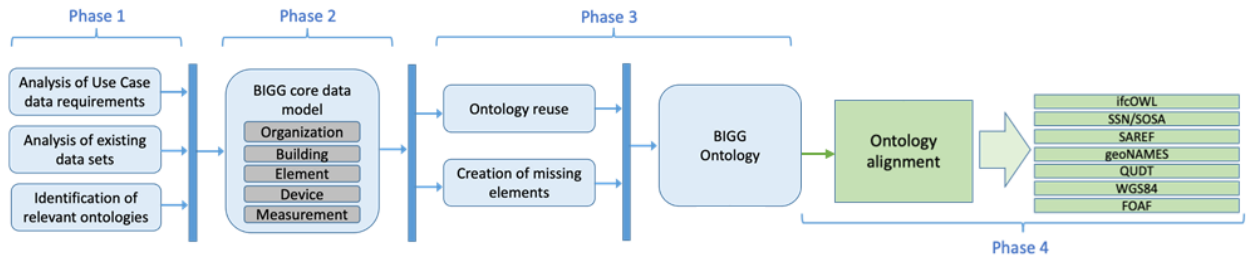 Phase 1
Phase 2
Phase 3
Analysis of Use Case
data requirements
Analysis of existing
data sets
Identification of
relevant ontologies
BIGG core data
model
Organization
Building
Element
Device
Measurement
Ontology reuse
Creation of missing
elements
BIGG
Ontology
Ontology
alignment
ifcOWL
SSN/SOSA
SAREF
geoNAMES
QUDT
WGS84
FOAF
Phase 4